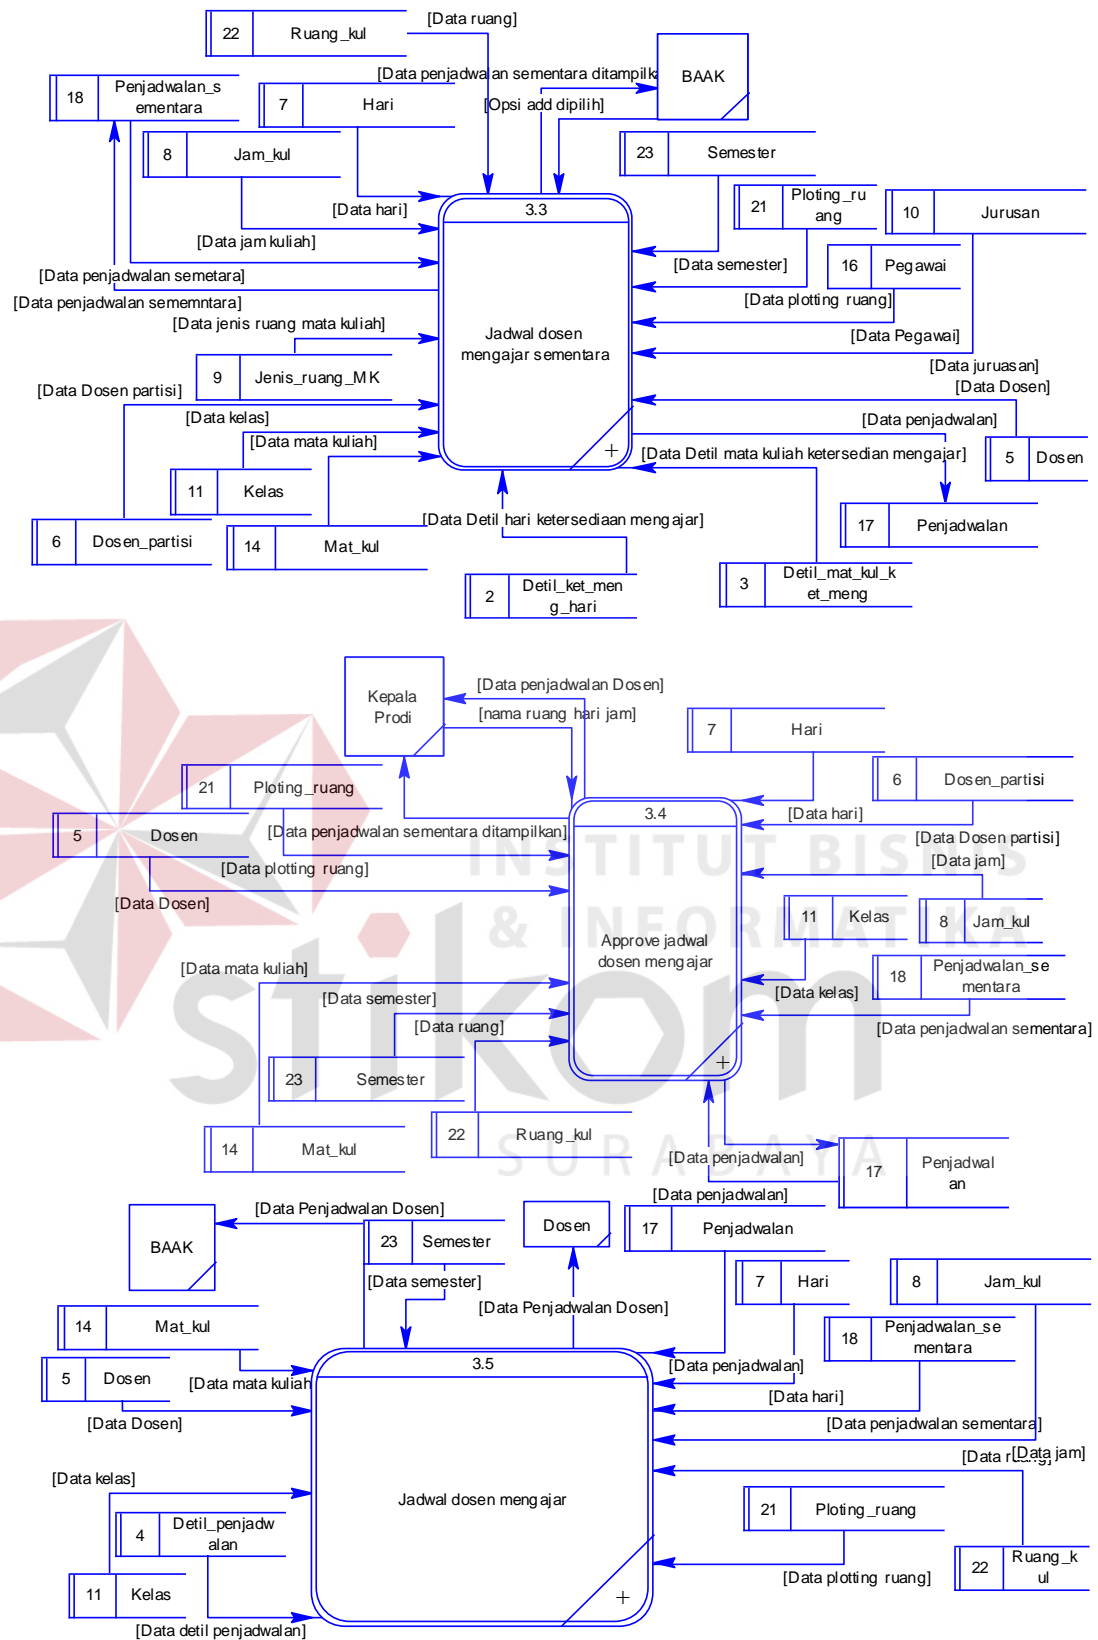 [Data ruang]
22
Ruang_kul
[Data penjadwalan sementara ditampilk
BAAK
18
Penjadwalan_s
ementara
7
Hari
[Opsi add dipilih]
8
Jam_kul
23
Semester
21
Ploting_ru
ang
10
Jurusan
[Data hari]
3.3
[Data jam kuliah]
[Data semester]
16
Pegawai
[Data penjadwalan semetara]
[Data penjadwalan sememntara]
[Data plotting ruang]
[Data jenis ruang mata kuliah]
Jadwal dosen
mengajar sementara
[Data Pegawai]
9
Jenis_ruang_MK
[Data juruasan]
[Data Dosen partisi]
[Data Dosen]
[Data kelas]
[Data penjadwalan]
[Data mata kuliah]
[Data Detil mata kuliah ketersedian mengajar]
+
5
Dosen
11
Kelas
[Data Detil hari ketersediaan mengajar]
17
Penjadwalan
6
Dosen_partisi
14
Mat_kul
2
Detil_ket_men
g_hari
3
Detil_mat_kul_k
et_meng
Kepala
Prodi
[Data penjadwalan Dosen]
[nama ruang hari jam]
7
Hari
21
Ploting_ruang
6
Dosen_partisi
5
Dosen
[Data penjadwalan sementara ditampilkan]
3.4
[Data hari]
[Data Dosen partisi]
[Data plotting ruang]
[Data jam]
[Data Dosen]
INSTITUT BISNIS
& INFORMATIKA
11
Kelas
8
Jam_kul
Approve jadwal
dosen mengajar
[Data mata kuliah]
18
Penjadwalan_se
mentara
stikom
[Data semester]
[Data kelas]
[Data ruang]
[Data penjadwalan sementara]
+
23
Semester
22
Ruang_kul
14
Mat_kul
SURABAYA
[Data penjadwalan]
17
Penjadwal
an
[Data penjadwalan]
[Data Penjadwalan Dosen]
BAAK
23
Semester
Dosen
17
Penjadwalan
[Data semester]
7
Hari
8
Jam_kul
[Data Penjadwalan Dosen]
14
Mat_kul
18
Penjadwalan_se
mentara
5
Dosen
3.5
[Data penjadwalan]
[Data mata kuliah
[Data hari]
[Data Dosen]
[Data penjadwalan sementara]
[Data jam]
[Data kelas]
Jadwal dosen mengajar
21
Ploting_ruang
4
Detil_penjadw
alan
22
Ruang_k
ul
11
Kelas
[Data plotting ruang]
+
[Data detil penjadwalan]